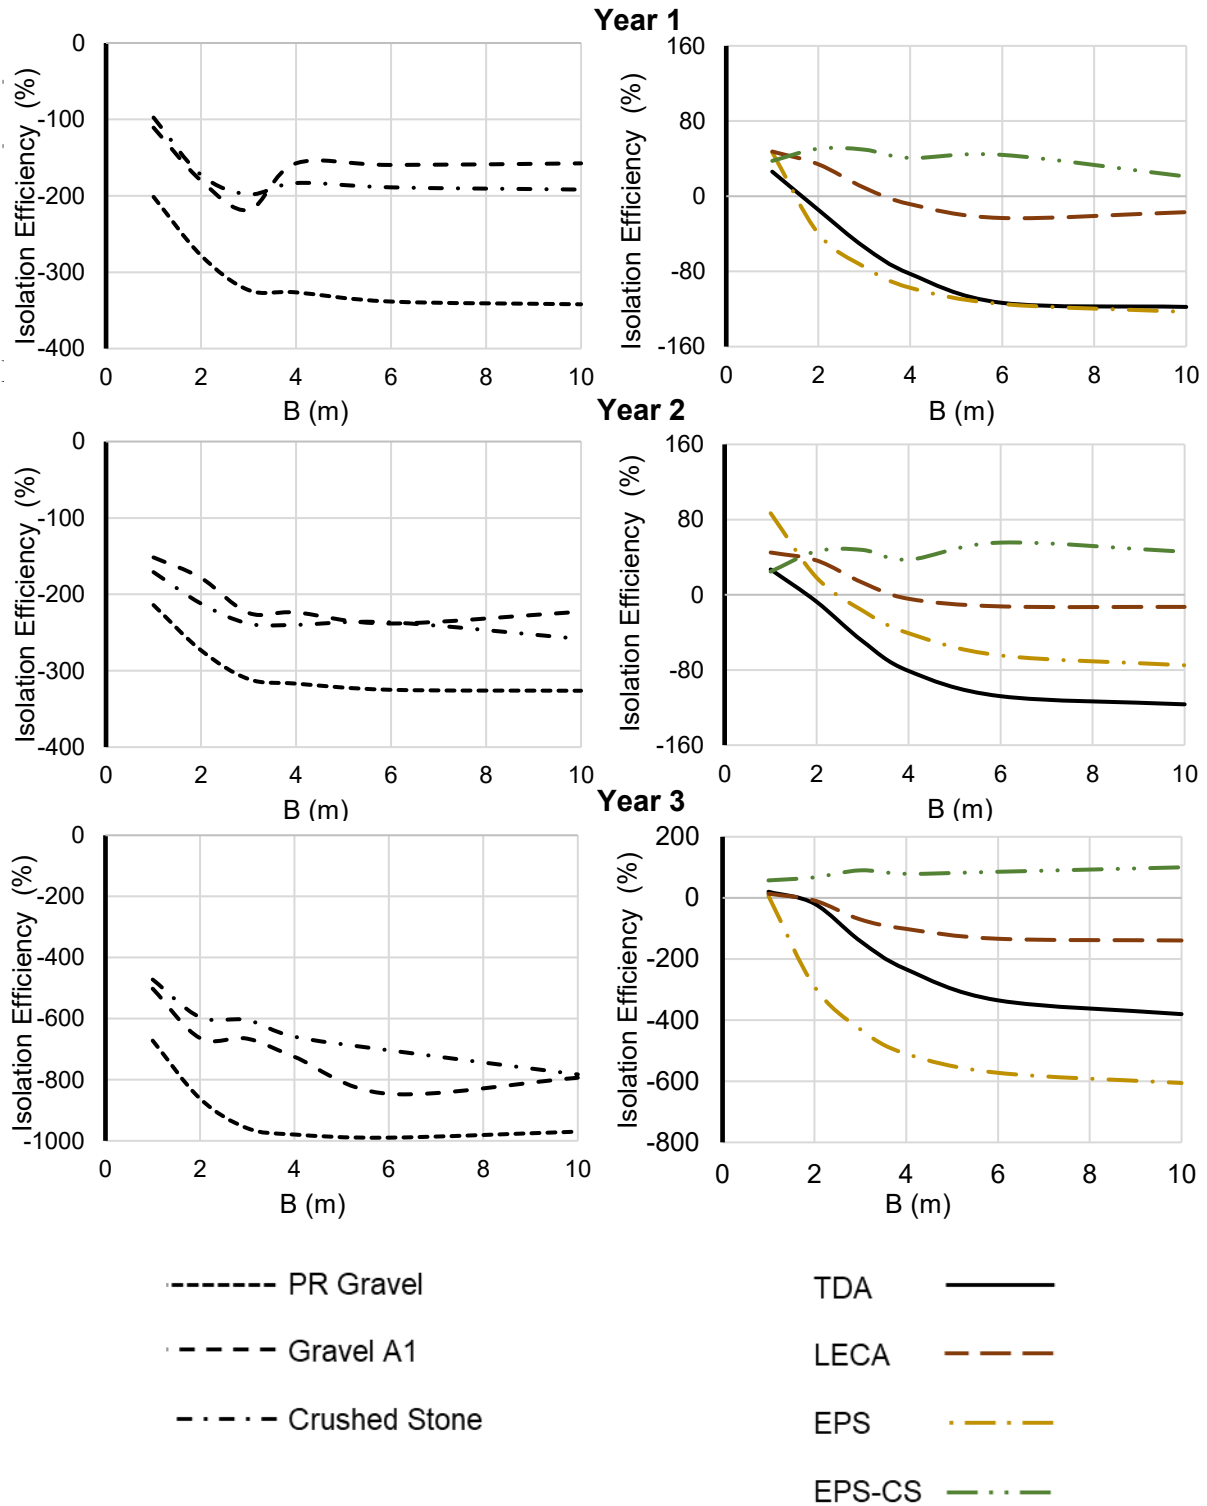 Year 1
Isolation Efficiency (%)
0
-100
-200
-300
-400
0 2 4 6 8 10
B (m)
Isolation Efficiency (%)
160
80
0
-80
-160
0 2 4 6 8 10
B (m)
Year 2
Isolation Efficiency (%)
0
-100
-200
-300
-400
0 2 4 6 8 10
B (m)
Isolation Efficiency (%)
160
80
0
-80
-160
0 2 4 6 8 10
B (m)
Year 3
Isolation Efficiency (%)
0
-200
-400
-600
-800
-1000
0 2 4 6 8 10
B (m)
Isolation Efficiency (%)
200
0
-200
-400
-600
-800
0 2 4 6 8 10
B (m)
PR Gravel
Gravel A1
Crushed Stone
TDA
LECA
EPS
EPS-CS